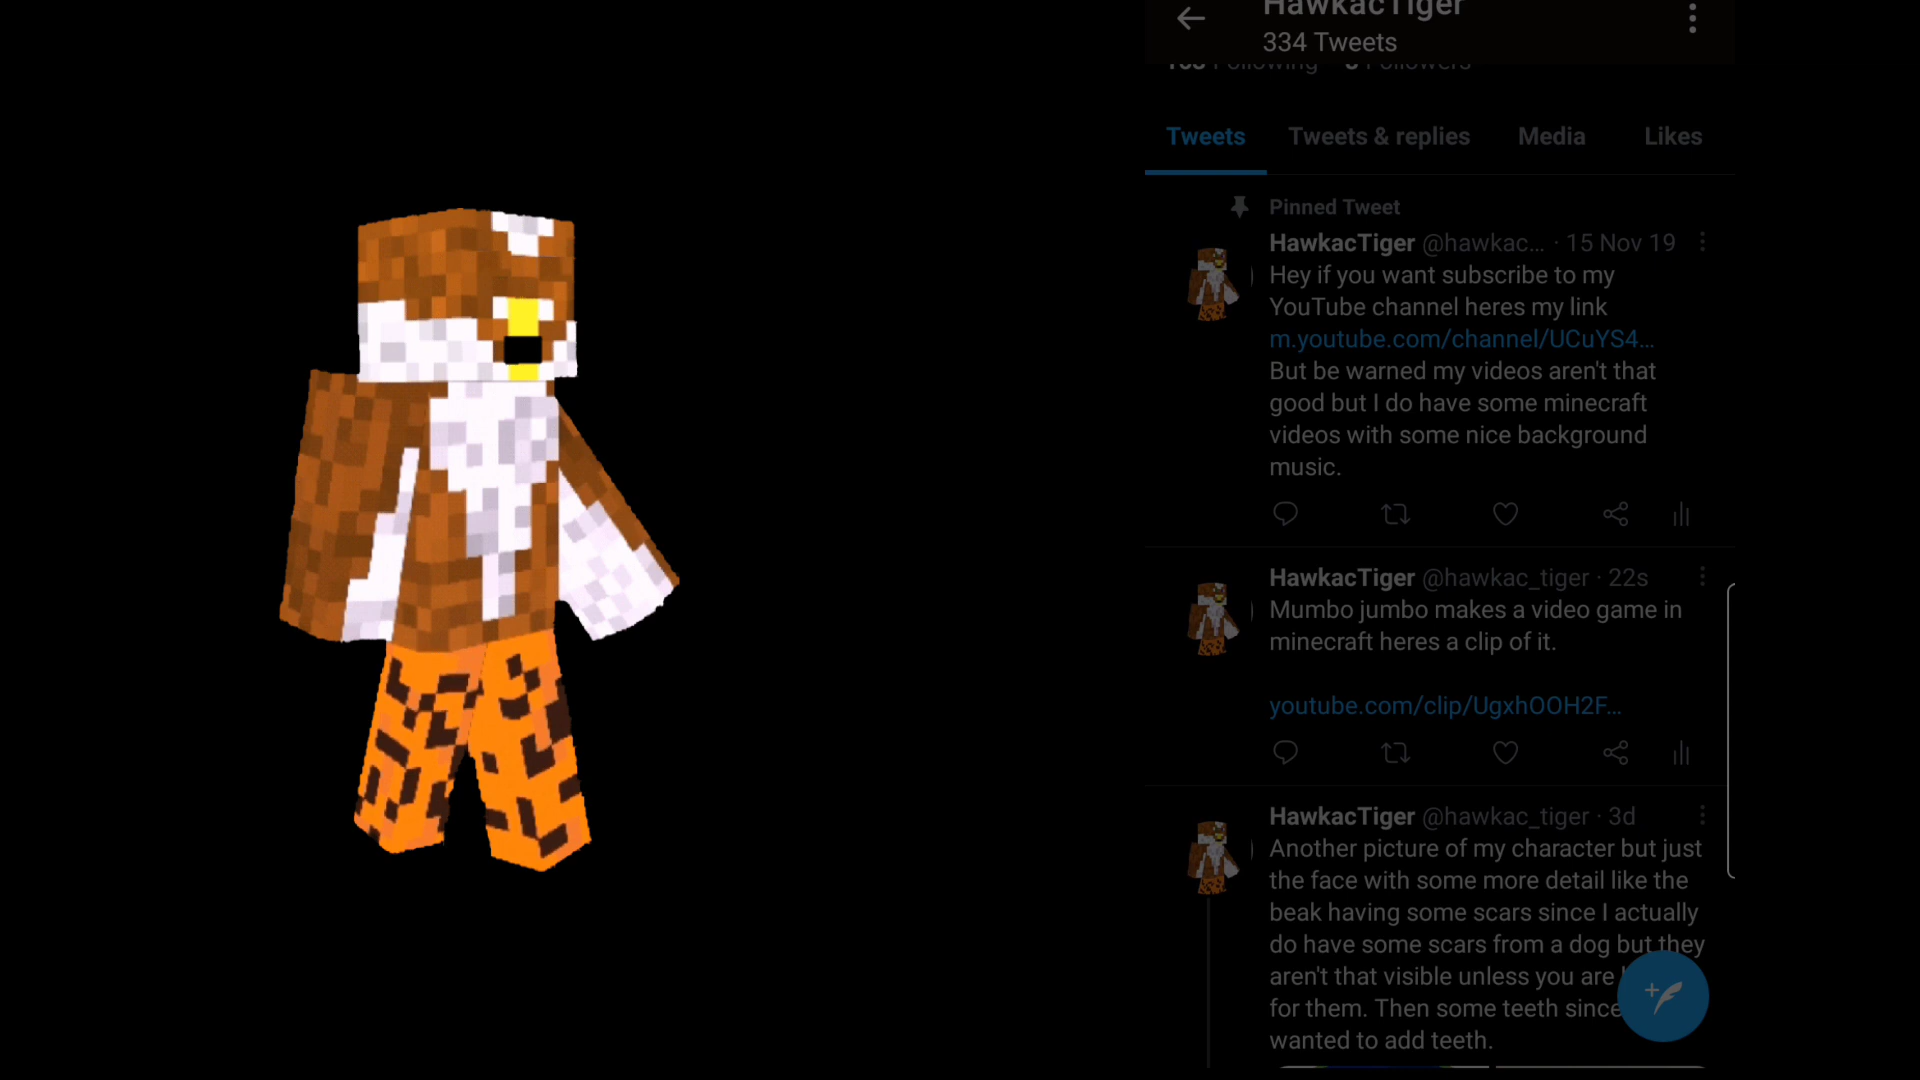 HawkacTiger
334 Tweets
Following Followers
Tweets Tweets & replies Media Likes
Pinned Tweet
HawkacTiger @hawkac... · 15 Nov 19
Hey if you want subscribe to my
YouTube channel heres my link
m.youtube.com/channel/UCuYS4...
But be warned my videos aren't that
good but I do have some minecraft
videos with some nice background
music.
HawkacTiger @hawkac_tiger · 22s
Mumbo jumbo makes a video game in
minecraft heres a clip of it.
youtube.com/clip/UgxhOOH2F...
HawkacTiger @hawkac_tiger · 3d
Another picture of my character but just
the face with some more detail like the
beak having some scars since I actually
do have some scars from a dog but they
aren't that visible unless you are
for them. Then some teeth since
wanted to add teeth.